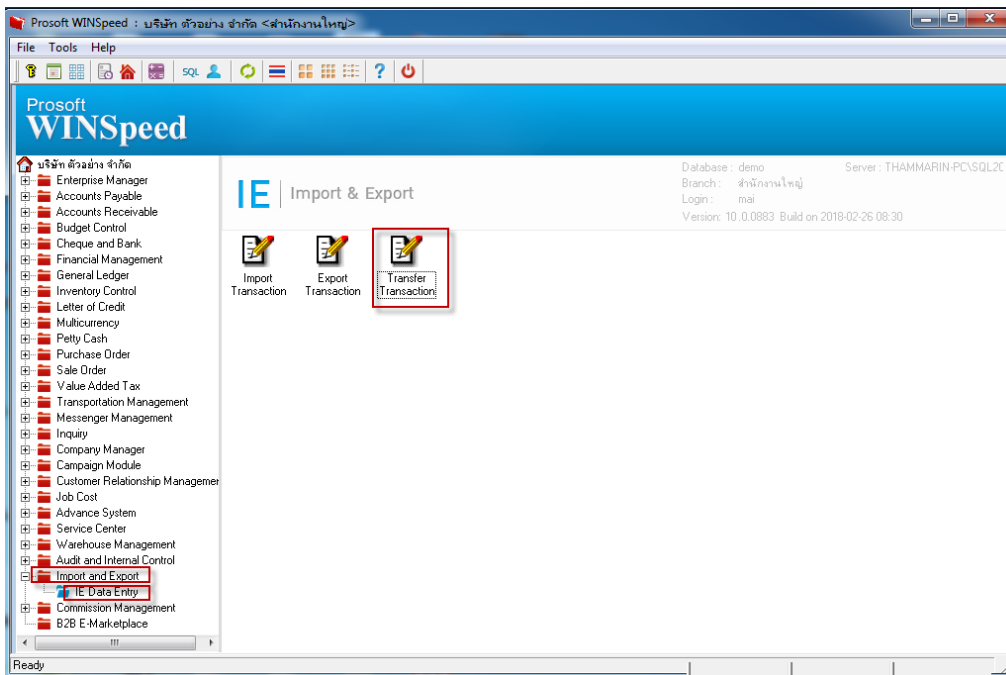 Prosoft WINSpeed : บริษัท ตัวอย่าง จำกัด <สำนักงานใหญ่>
File Tools Help
SQL
Prosoft
WINSpeed
บริษัท ตัวอย่าง จำกัด
Enterprise Manager
Accounts Payable
Accounts Receivable
Budget Control
Cheque and Bank
Financial Management
General Ledger
Inventory Control
Letter of Credit
Multicurrency
Petty Cash
Purchase Order
Sale Order
Value Added Tax
Transportation Management
Messenger Management
Inquiry
Company Manager
Campaign Module
Customer Relationship Managemer
Job Cost
Advance System
Service Center
Warehouse Management
Audit and Internal Control
Import and Export
IE Data Entry
Commission Management
B2B E-Marketplace
IE Import & Export
Database : demo Server : THAMMARIN-PC\SQL20
Branch : สำนักงานใหญ่
Login : mai
Version: 10.0.0883 Build on 2018-02-26 08:30
Import Transaction
Export Transaction
Transfer Transaction
Ready